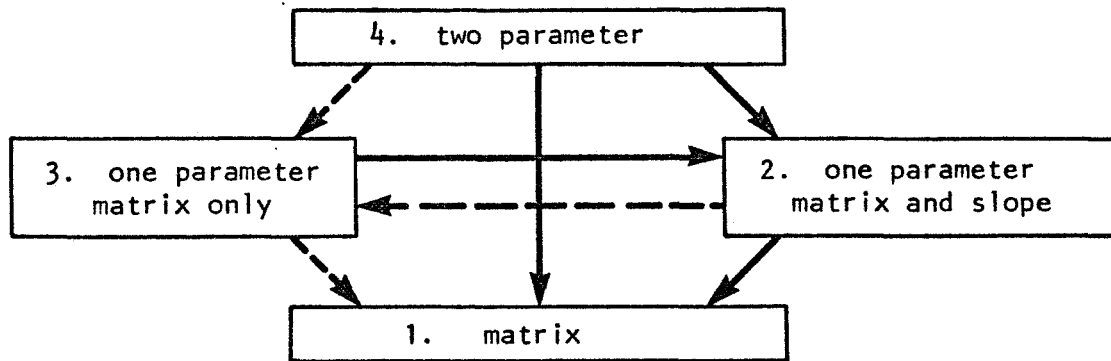 4. two parameter
3. one parameter
matrix only
2. one parameter
matrix and slope
1. matrix